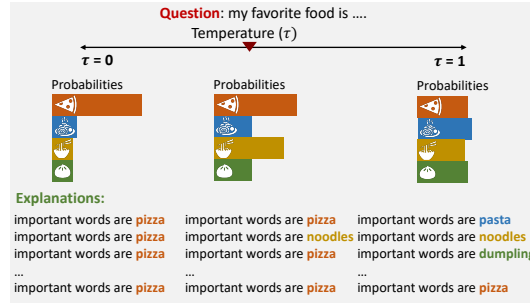 Question: my favorite food is ....
Temperature (τ)
τ = 0
τ = 1
Probabilities
Probabilities
Probabilities
Explanations:
important words are pizza
important words are pizza
important words are pasta
important words are pizza
important words are noodles
important words are noodles
important words are pizza
important words are pizza
important words are dumpling
...
...
...
important words are pizza
important words are pizza
important words are pizza